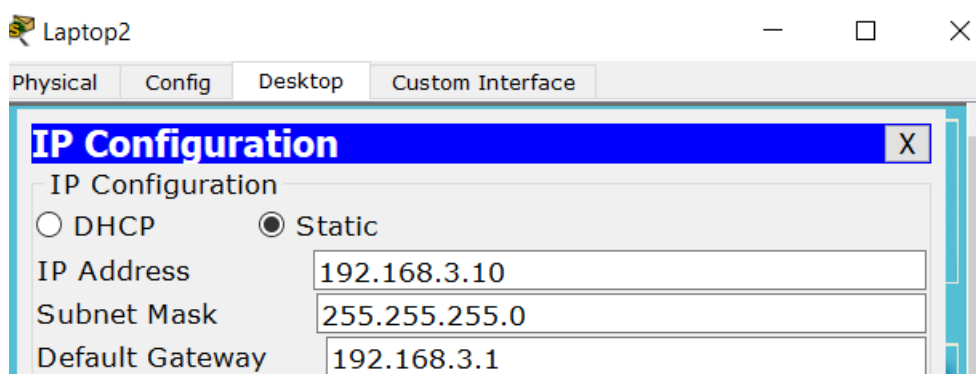 Laptop2
Physical Config Desktop Custom Interface
IP Configuration X
IP Configuration
DHCP Static
IP Address 192.168.3.10
Subnet Mask 255.255.255.0
Default Gateway 192.168.3.1